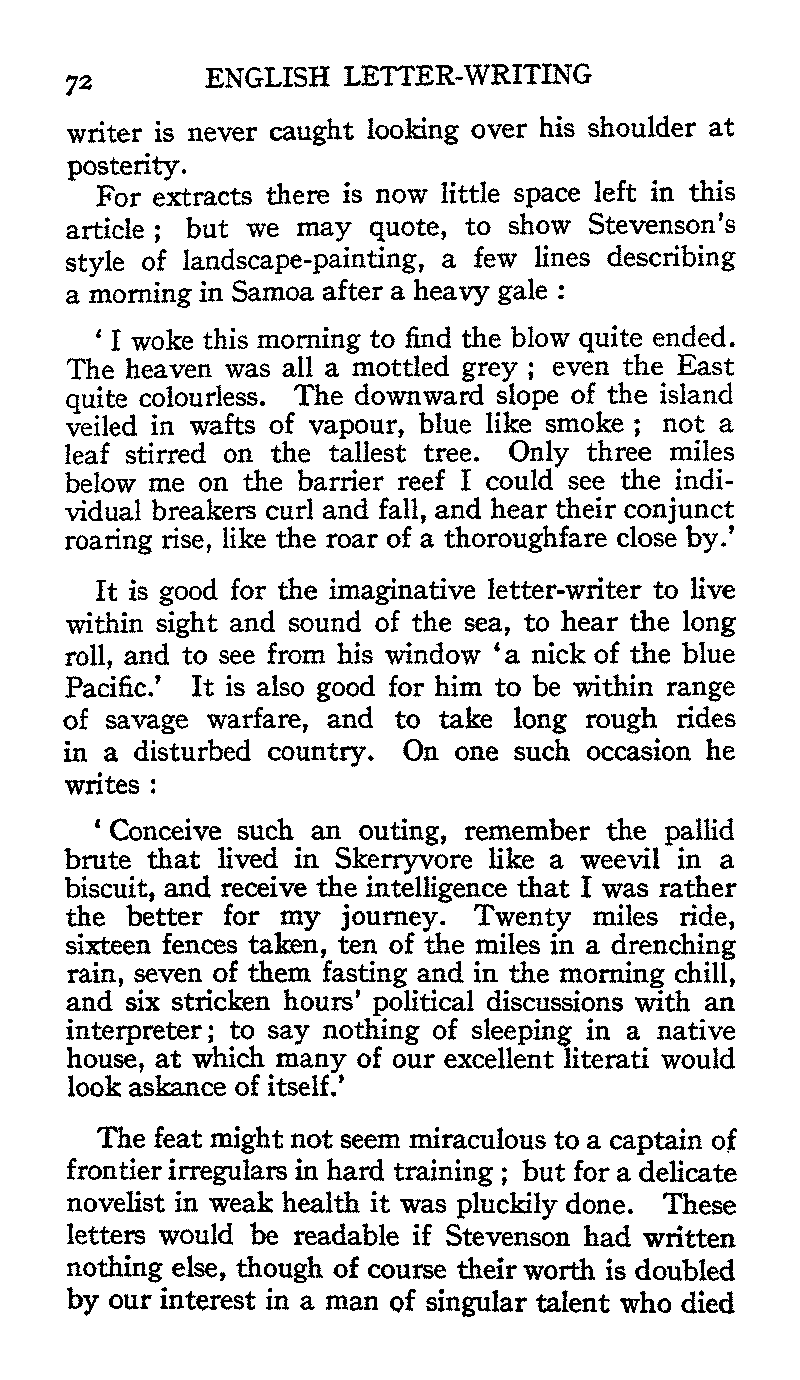 72 ENGLISH LETTER-WRITING
writer is never caught looking over his shoulder at
posterity.
For extracts there is now little space left in this
article ; but we may quote, to show Stevenson's
style of landscape-painting, a few lines describing
a morning in Samoa after a heavy gale :
‘ I woke this morning to find the blow quite ended.
The heaven was all a mottled grey ; even the East
quite colourless. The downward slope of the island
veiled in wafts of vapour, blue like smoke ; not a
leaf stirred on the tallest tree. Only three miles
below me on the barrier reef I could see the indi-
vidual breakers curl and fall, and hear their conjunct
roaring rise, like the roar of a thoroughfare close by.’
It is good for the imaginative letter-writer to live
within sight and sound of the sea, to hear the long
roll, and to see from his window ‘a nick of the blue
Pacific.’ It is also good for him to be within range
of savage warfare, and to take long rough rides
in a disturbed country. On one such occasion he
writes :
‘ Conceive such an outing, remember the pallid
brute that lived in Skerryvore like a weevil in a
biscuit, and receive the intelligence that I was rather
the better for my journey. Twenty miles ride,
sixteen fences taken, ten of the miles in a drenching
rain, seven of them fasting and in the morning chill,
and six stricken hours’ political discussions with an
interpreter; to say nothing of sleeping in a native
house, at which many of our excellent literati would
look askance of itself.’
The feat might not seem miraculous to a captain of
frontier irregulars in hard training ; but for a delicate
novelist in weak health it was pluckily done. These
letters would be readable if Stevenson had written
nothing else, though of course their worth is doubled
by our interest in a man of singular talent who died